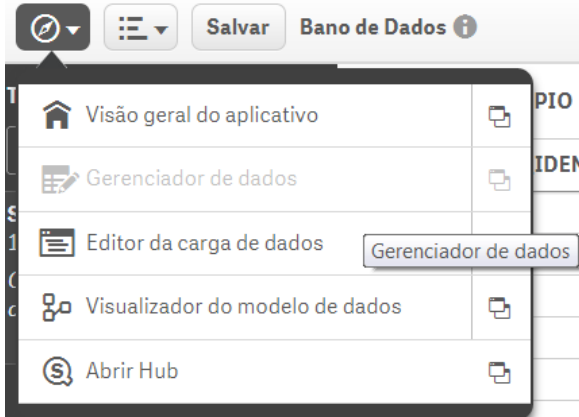 Salvar Bano de Dados
T
Visão geral do aplicativo
PIO
Gerenciador de dados
IDEN
S
1
Editor da carga de dados
Gerenciador de dados
Visualizador do modelo de dados
Abrir Hub